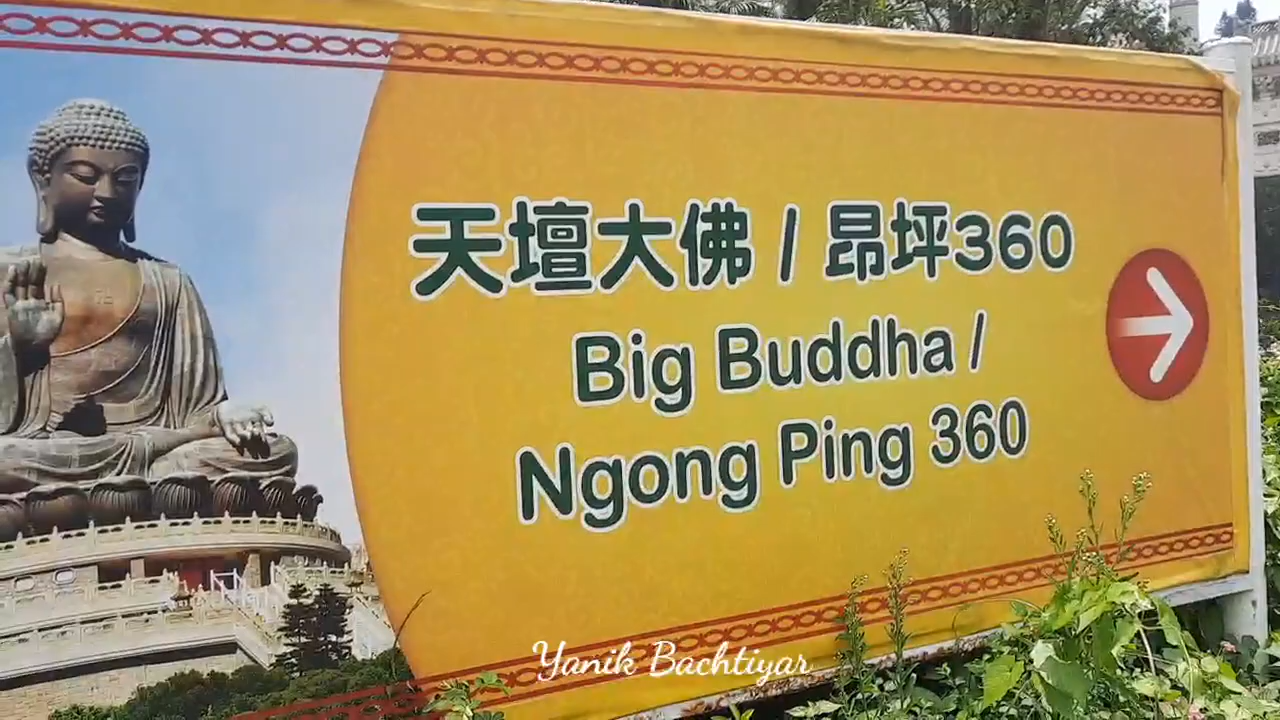 天壇大佛 / 昂坪360
Big Buddha /
Ngong Ping 360
Yanik Bachtiyar